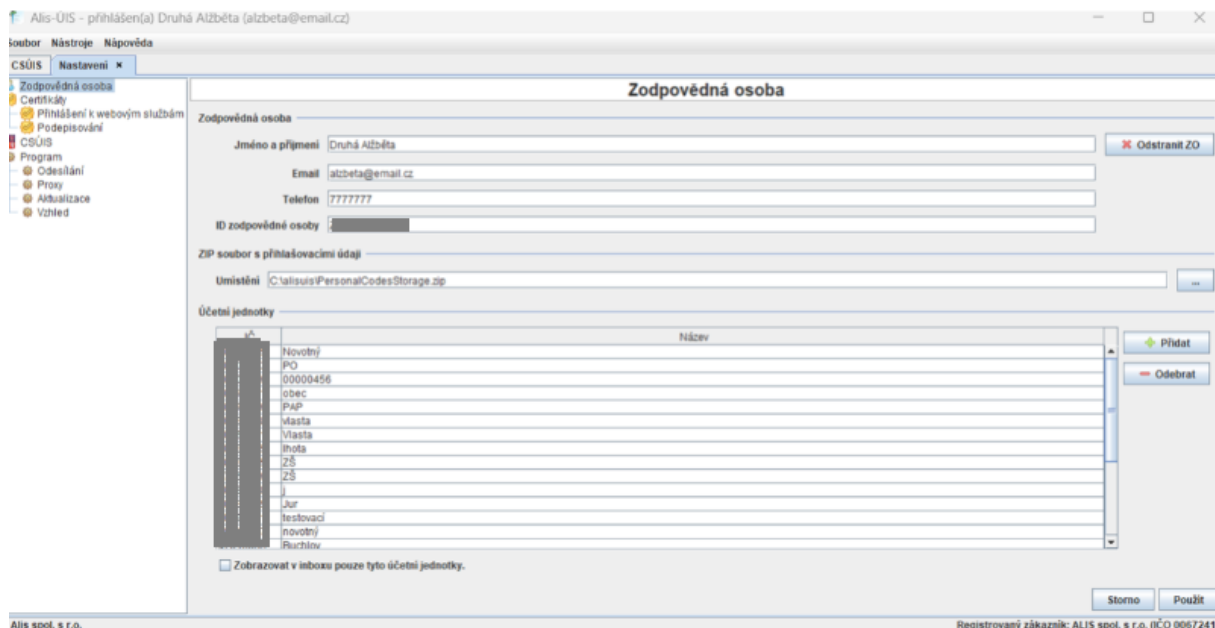 Alis-ÚIS - přihlášen(a) Druhá Alžběta (alzbeta@email.cz)
Soubor Nástroje Nápověda
CSÚIS Nastavení
Zodpovědná osoba
Certifikáty
Přihlášení k webovým službám
Podepisování
CSÚIS
Program
Odesílání
Proxy
Aktualizace
Vzhled
Zodpovědná osoba
Zodpovědná osoba
Jméno a příjmení Druhá Alžběta Odstranit ZO
Email alzbeta@email.cz
Telefon 7777777
ID zodpovědné osoby
ZIP soubor s přihlašovacími údaji
Umístění C:\alisuis\PersonalCodesStorage.zip ...
Účetní jednotky
Název
Přidat
Odebrat
Novotný
PO
00000456
obec
PAP
vlasta
Vlasta
lhota
ZŠ
ZŠ
j
Jur
testovací
novotný
Buchlov
Zobrazovat v inboxu pouze tyto účetní jednotky.
Storno Použít
Alis spol. s r.o. Registrovaný zákazník: ALIS spol. s r.o. (IČO 0067241